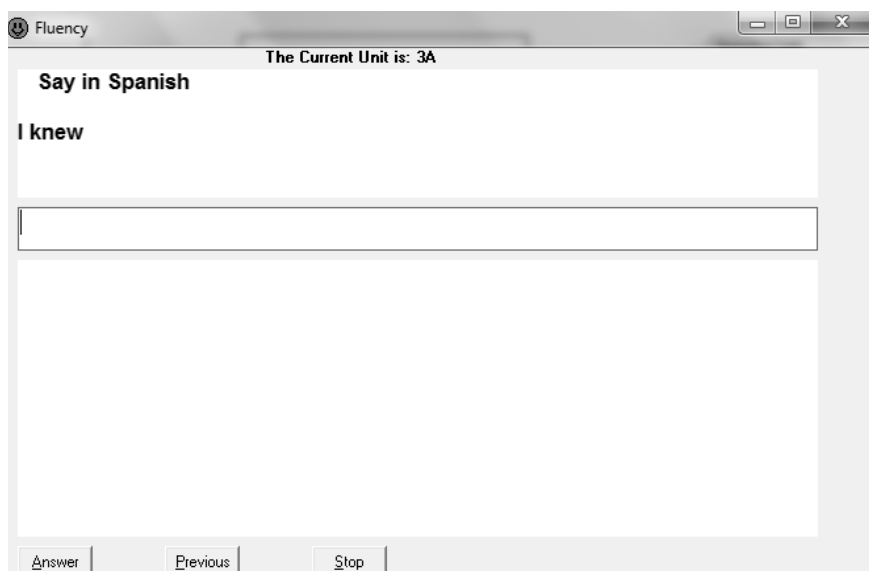 Fluency
The Current Unit is: 3A
Say in Spanish
I knew
Answer Previous Stop